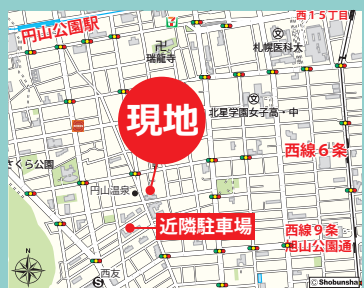 西15丁目
円山公園駅
札幌医科大
瑞龍寺
現地
北星学園女子高・中
西線6条
さくら公園
円山温泉
近隣駐車場
西線9条
旭山公園通
西友
N
© Shobunsha